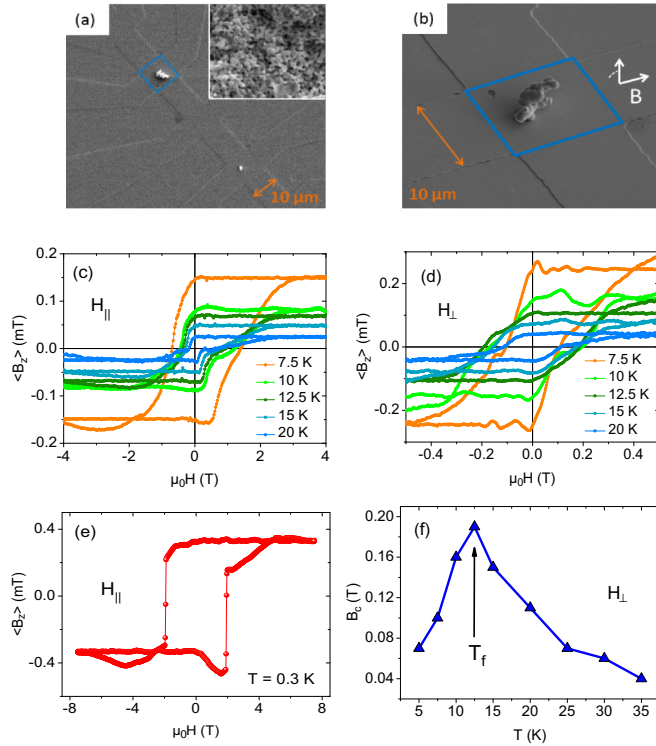 (a)
10 µm
(b)
B
10 µm
(c)
H||
<Bz> (mT)
0.2
0.1
0.0
-0.1
-0.2
7.5 K
10 K
12.5 K
15 K
20 K
-4 -2 0 2 4
µ0H (T)
(d)
H⊥
<Bz> (mT)
0.2
0.0
-0.2
7.5 K
10 K
12.5 K
15 K
20 K
-0.4 -0.2 0.0 0.2 0.4
µ0H (T)
(e)
H||
<Bz> (mT)
0.4
0.0
-0.4
T = 0.3 K
-8 -4 0 4 8
µ0H (T)
(f)
H⊥
Bc (T)
0.20
0.16
0.12
0.08
0.04
Tf
5 10 15 20 25 30 35
T (K)